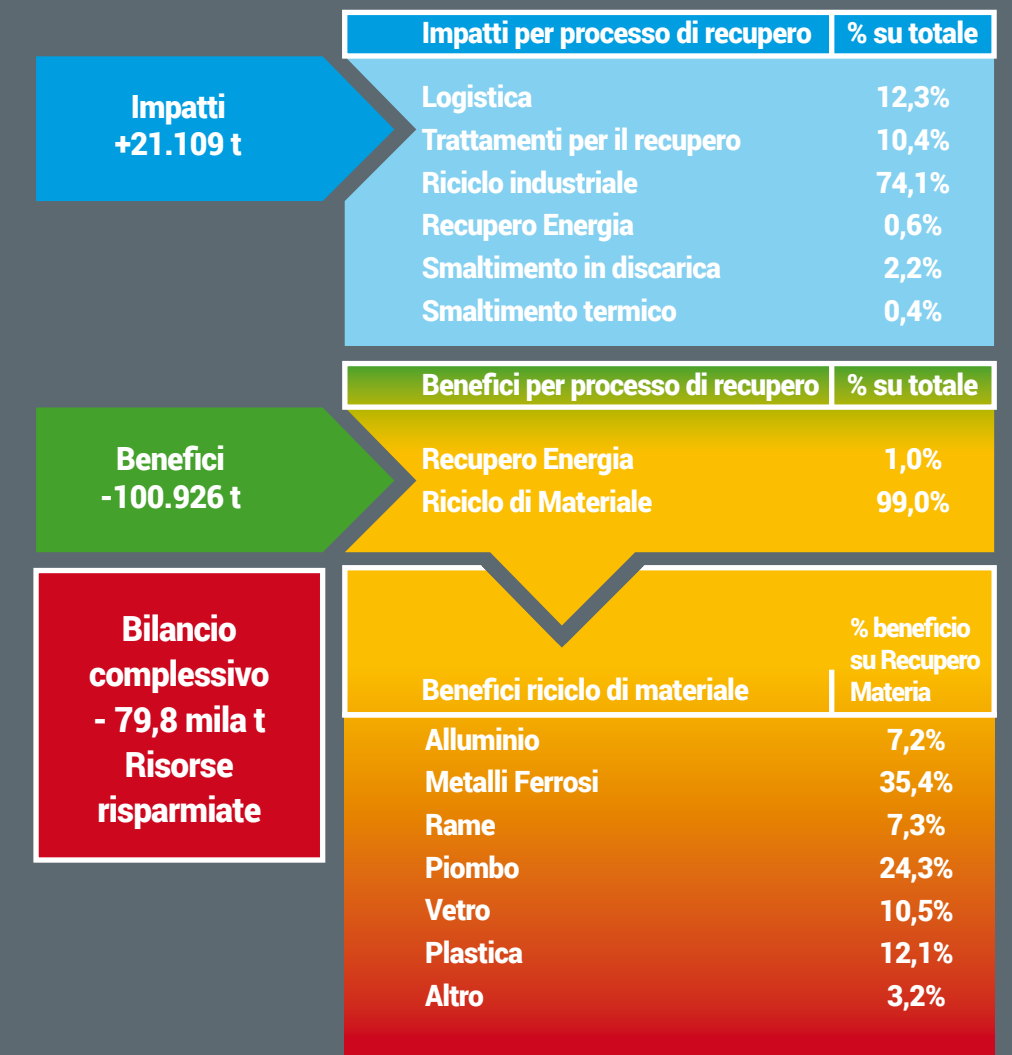 Impatti per processo di recupero % su totale
Impatti
+21.109 t
Logistica 12,3%
Trattamenti per il recupero 10,4%
Riciclo industriale 74,1%
Recupero Energia 0,6%
Smaltimento in discarica 2,2%
Smaltimento termico 0,4%
Benefici per processo di recupero % su totale
Benefici
-100.926 t
Recupero Energia 1,0%
Riciclo di Materiale 99,0%
Bilancio
complessivo
- 79,8 mila t
Risorse
risparmiate
% beneficio
su Recupero
Benefici riciclo di materiale Materia
Alluminio 7,2%
Metalli Ferrosi 35,4%
Rame 7,3%
Piombo 24,3%
Vetro 10,5%
Plastica 12,1%
Altro 3,2%